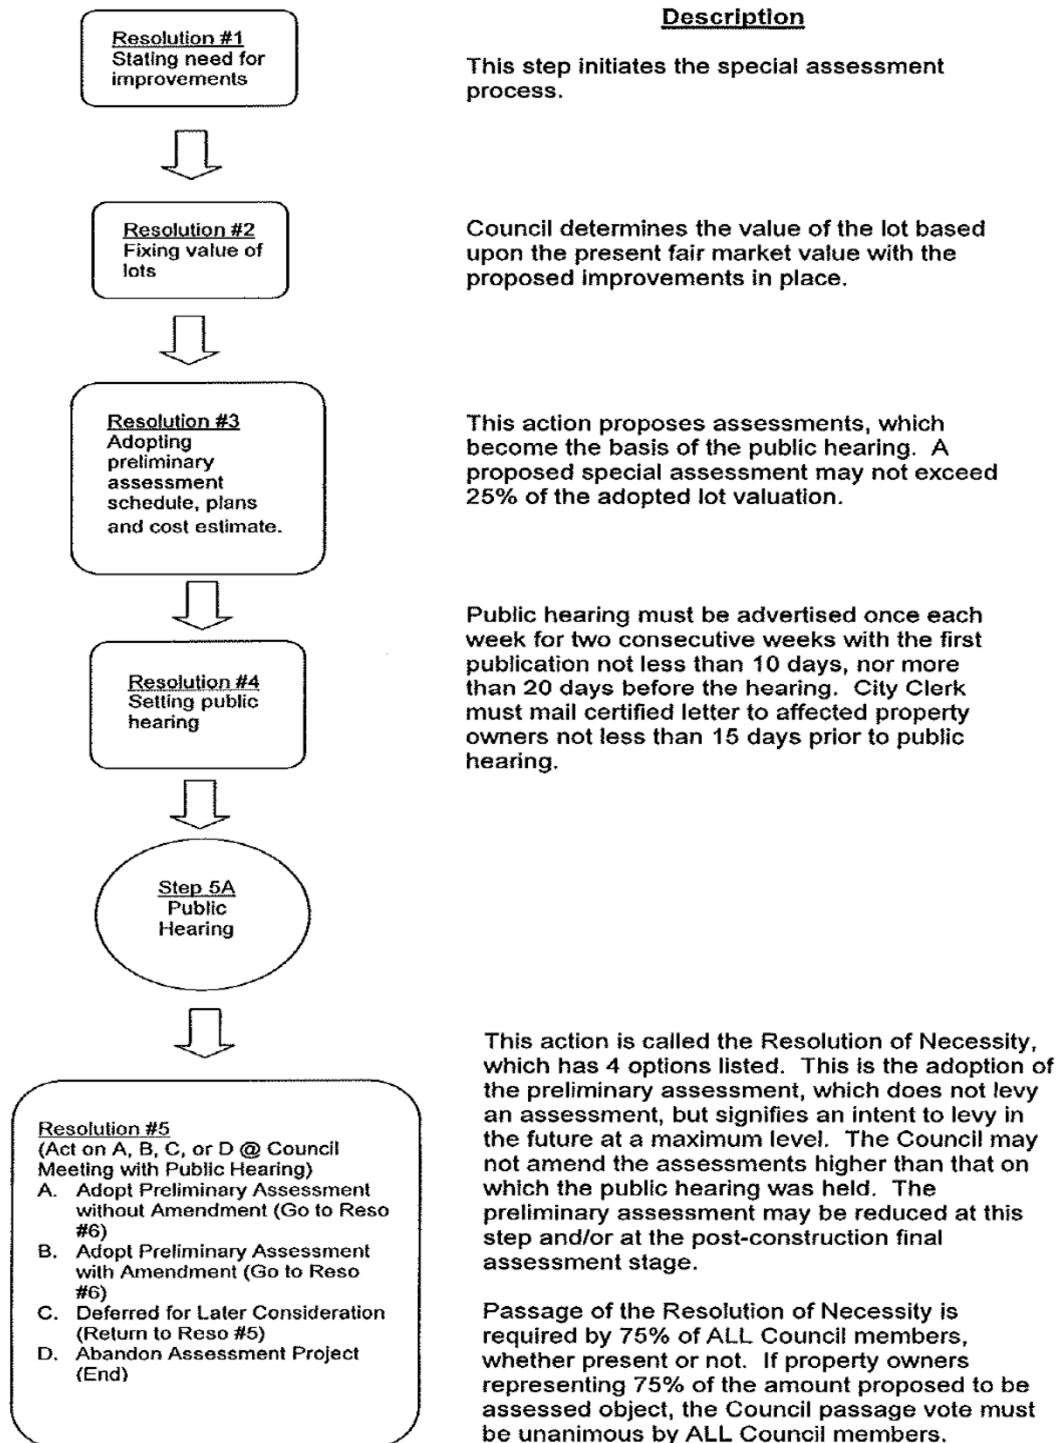 Description
Resolution #1
Stating need for
improvements
This step initiates the special assessment
process.
Resolution #2
Fixing value of
lots
Council determines the value of the lot based
upon the present fair market value with the
proposed improvements in place.
Resolution #3
Adopting
preliminary
assessment
schedule, plans
and cost estimate.
This action proposes assessments, which
become the basis of the public hearing. A
proposed special assessment may not exceed
25% of the adopted lot valuation.
Resolution #4
Setting public
hearing
Public hearing must be advertised once each
week for two consecutive weeks with the first
publication not less than 10 days, nor more
than 20 days before the hearing. City Clerk
must mail certified letter to affected property
owners not less than 15 days prior to public
hearing.
Step 5A
Public
Hearing
Resolution #5
(Act on A, B, C, or D @ Council
Meeting with Public Hearing)
A. Adopt Preliminary Assessment
without Amendment (Go to Reso
#6)
B. Adopt Preliminary Assessment
with Amendment (Go to Reso
#6)
C. Deferred for Later Consideration
(Return to Reso #5)
D. Abandon Assessment Project
(End)
This action is called the Resolution of Necessity,
which has 4 options listed. This is the adoption of
the preliminary assessment, which does not levy
an assessment, but signifies an intent to levy in
the future at a maximum level. The Council may
not amend the assessments higher than that on
which the public hearing was held. The
preliminary assessment may be reduced at this
step and/or at the post-construction final
assessment stage.
Passage of the Resolution of Necessity is
required by 75% of ALL Council members,
whether present or not. If property owners
representing 75% of the amount proposed to be
assessed object, the Council passage vote must
be unanimous by ALL Council members.